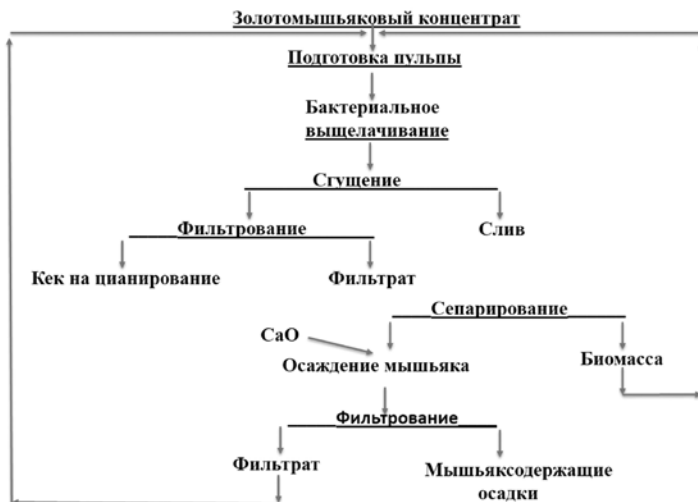 Золотомышьяковый концентрат
Подготовка пульпы
Бактериальное
выщелачивание
Сгущение
Фильтрование
Слив
Кек на цианирование
Фильтрат
Сепарирование
CaO
Осаждение мышьяка
Биомасса
Фильтрование
Фильтрат
Мышьяксодержащие
осадки